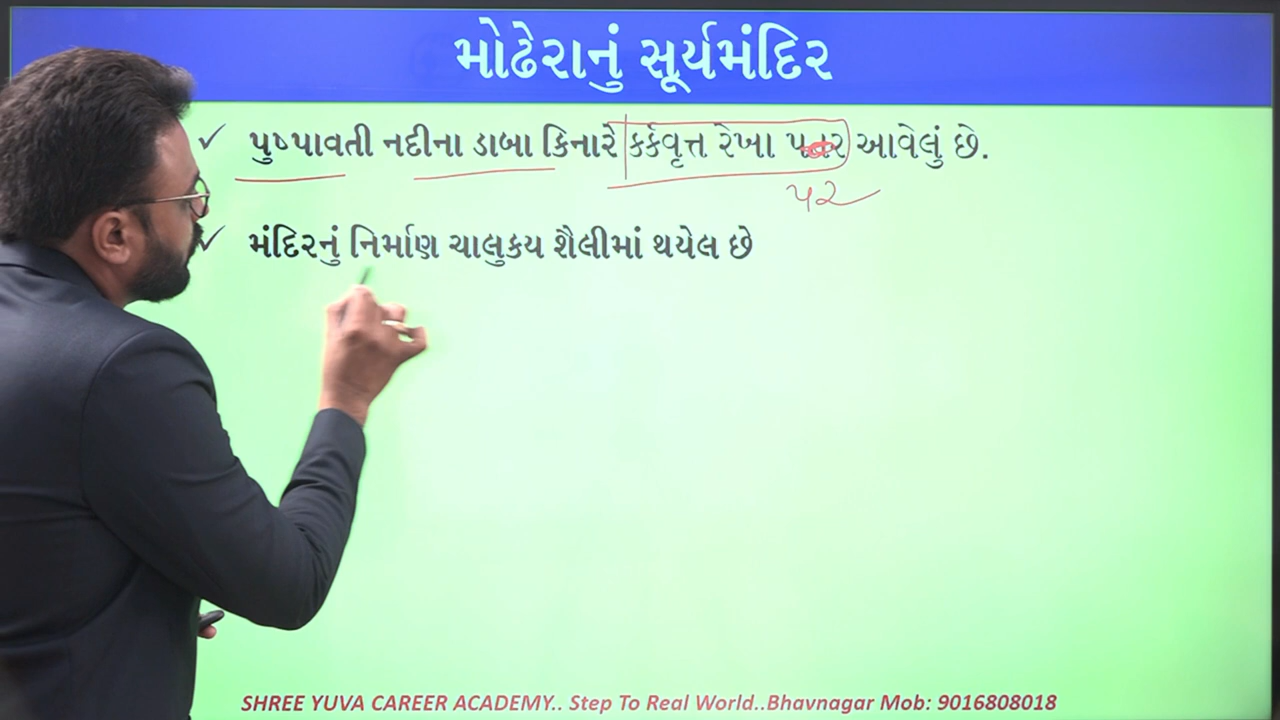 મોઢેરાનું સૂર્યમંદિર
✓ પુષ્પાવતી નદીના ડાબા કિનારે કર્કવૃત્ત રેખા આવેલું છે.
પર
✓ મંદિરનું નિર્માણ ચાલુકય શૈલીમાં થયેલ છે
SHREE YUVA CAREER ACADEMY.. Step To Real World..Bhavnagar Mob: 9016808018